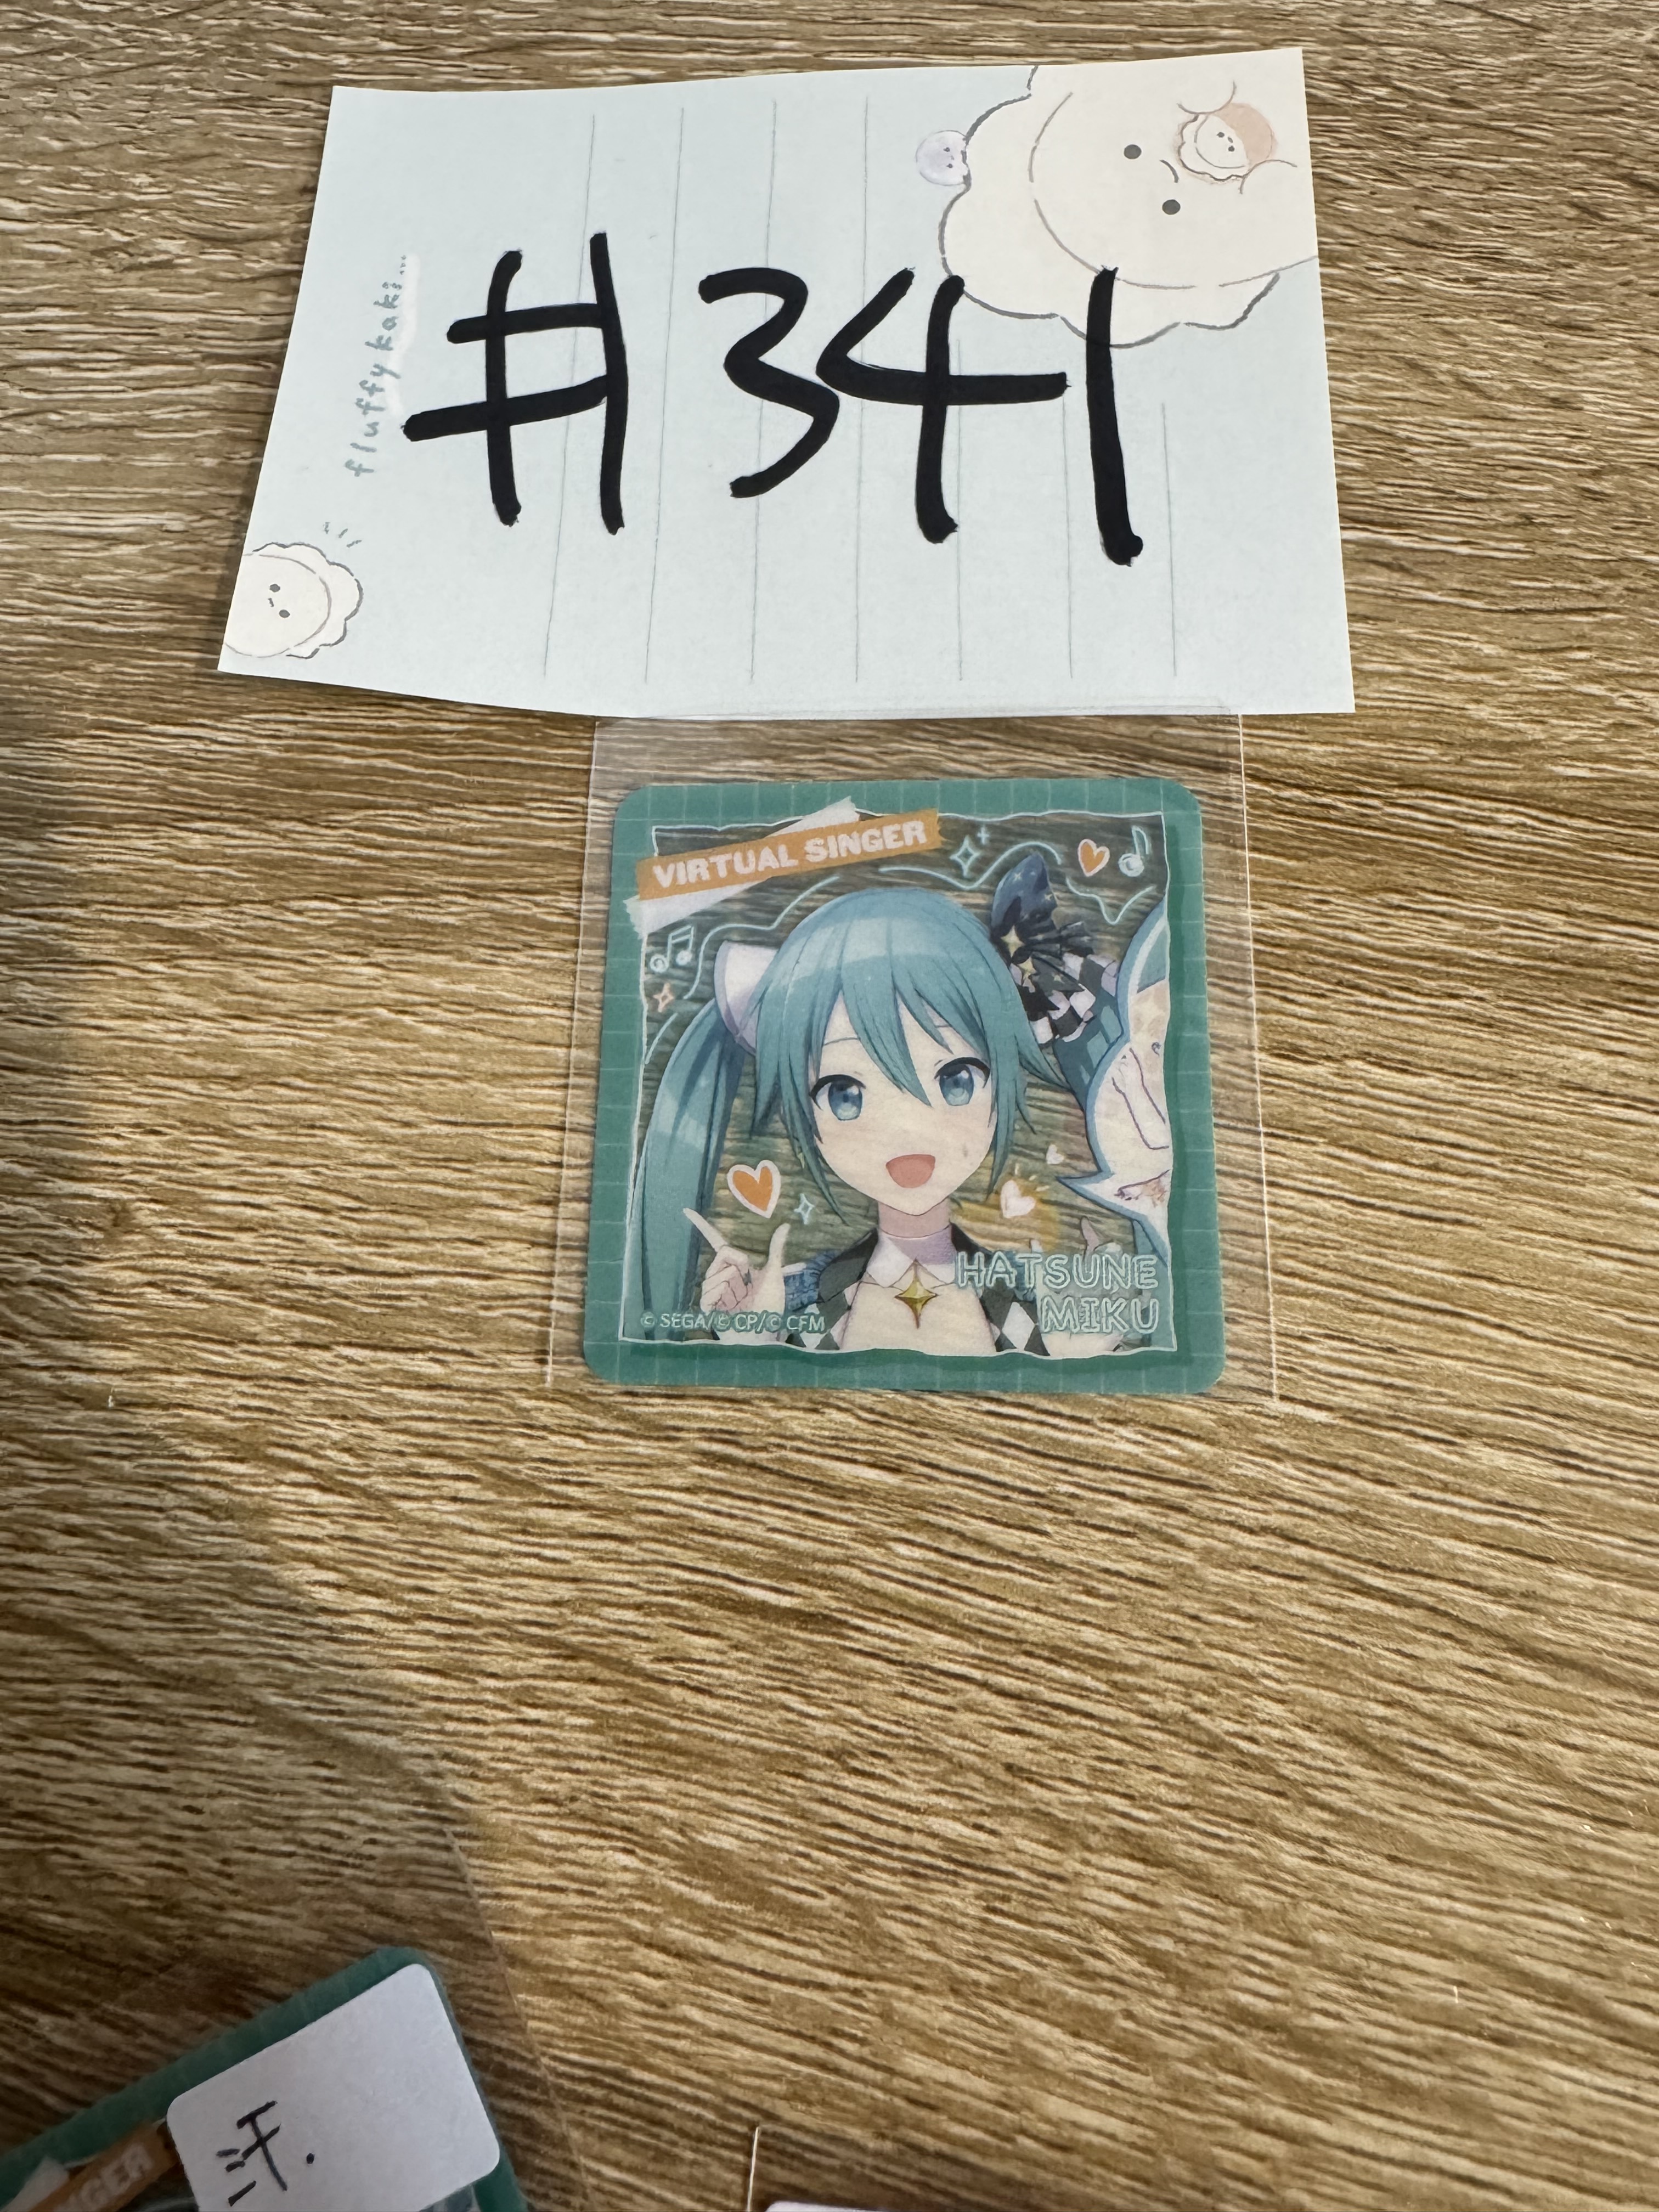 #341
fluffy kaki...
VIRTUAL SINGER
HATSUNE
MIKU
© SEGA/© CP/© CFM
汗.